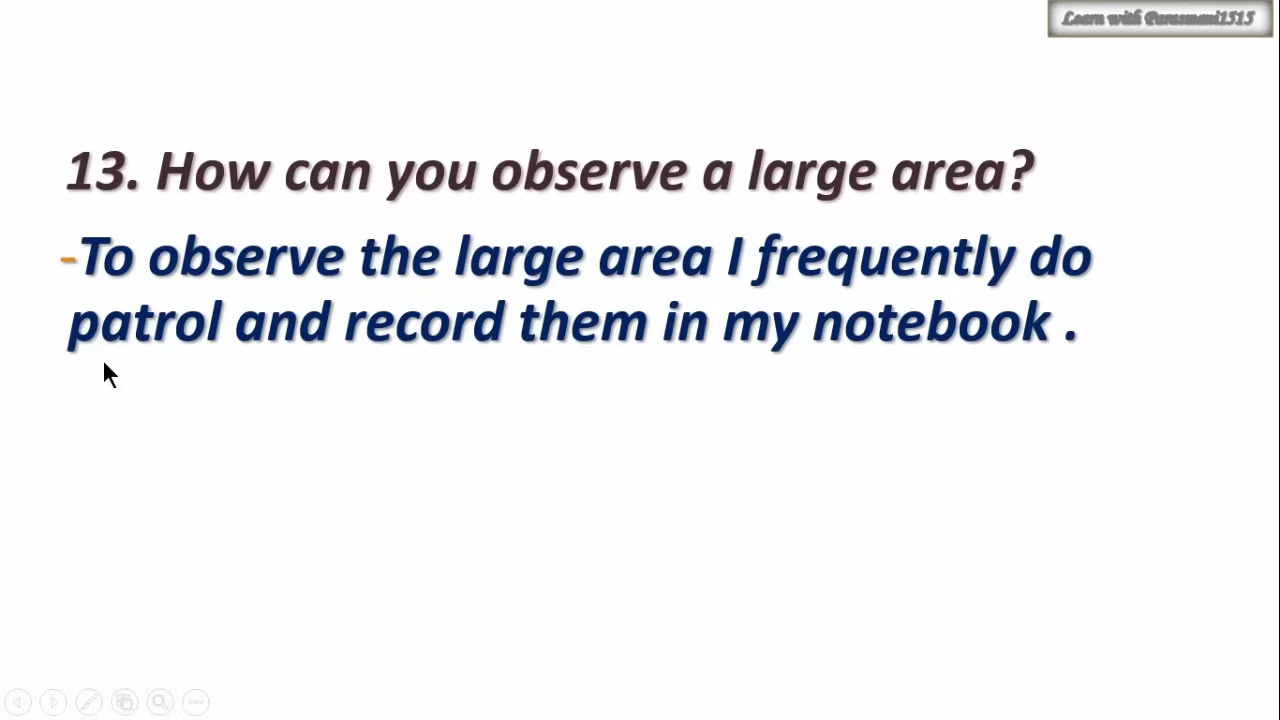 Learn with Parasmani1515
13. How can you observe a large area?
-To observe the large area I frequently do
patrol and record them in my notebook .